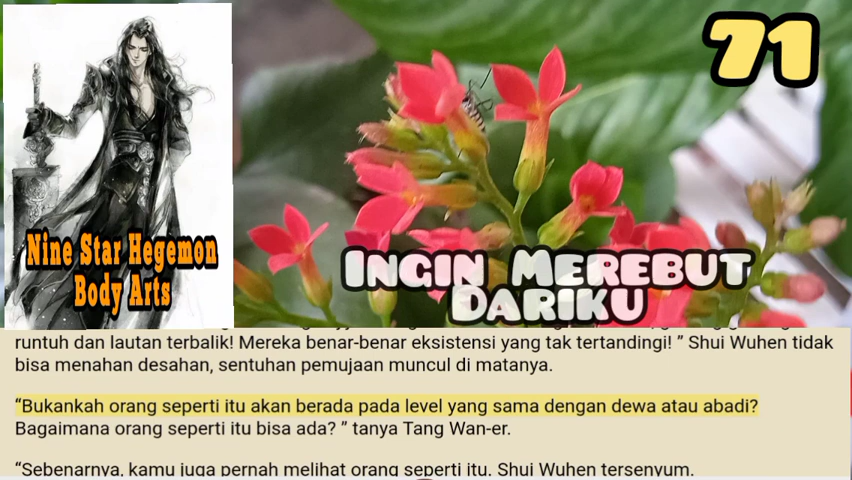 71
Nine Star Hegemon
Body Arts
INGIN MEREBUT
DARIKU
runtuh dan lautan terbalik! Mereka benar-benar eksistensi yang tak tertandingi! ” Shui Wuhen tidak
bisa menahan desahan, sentuhan pemujaan muncul di matanya.
“Bukankah orang seperti itu akan berada pada level yang sama dengan dewa atau abadi?
Bagaimana orang seperti itu bisa ada? ” tanya Tang Wan-er.
“Sebenarnya, kamu juga pernah melihat orang seperti itu. Shui Wuhen tersenyum.